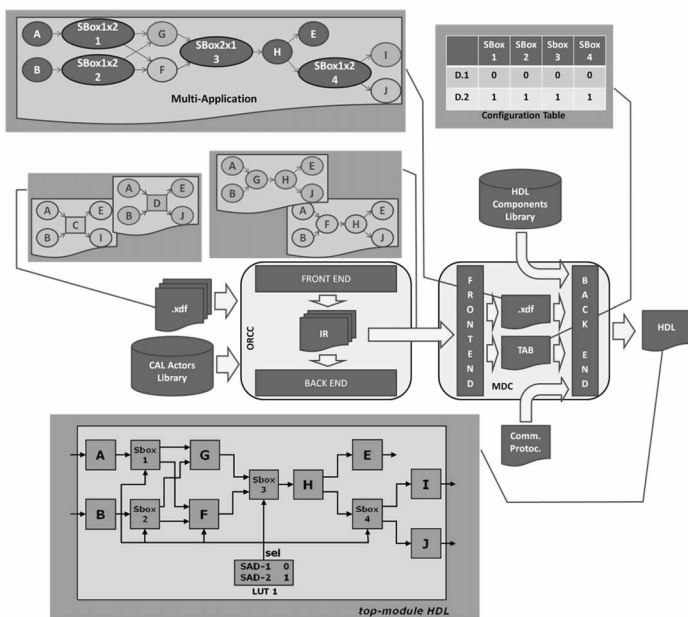 A
SBox1x2
1
G
SBox2x1
3
H
E
I
B
SBox1x2
2
F
SBox1x2
4
J
Multi-Application
SBox
1
SBox
2
Sbox
3
SBox
4
D.1 0 0 0 0
D.2 1 1 1 1
Configuration Table
A
B
C
E
I
A
B
D
E
J
A
B
G
H
E
J
A
B
F
H
E
J
HDL
Components
Library
.xdf
CAL Actors
Library
ORCC
FRONT END
IR
BACK END
FRONTEND
.xdf
TAB
BACK END
MDC
HDL
Comm.
Protoc.
A
Sbox
1
G
Sbox
3
H
E
I
B
Sbox
2
F
Sbox
4
J
sel
SAD-1 0
SAD-2 1
LUT 1
top-module HDL